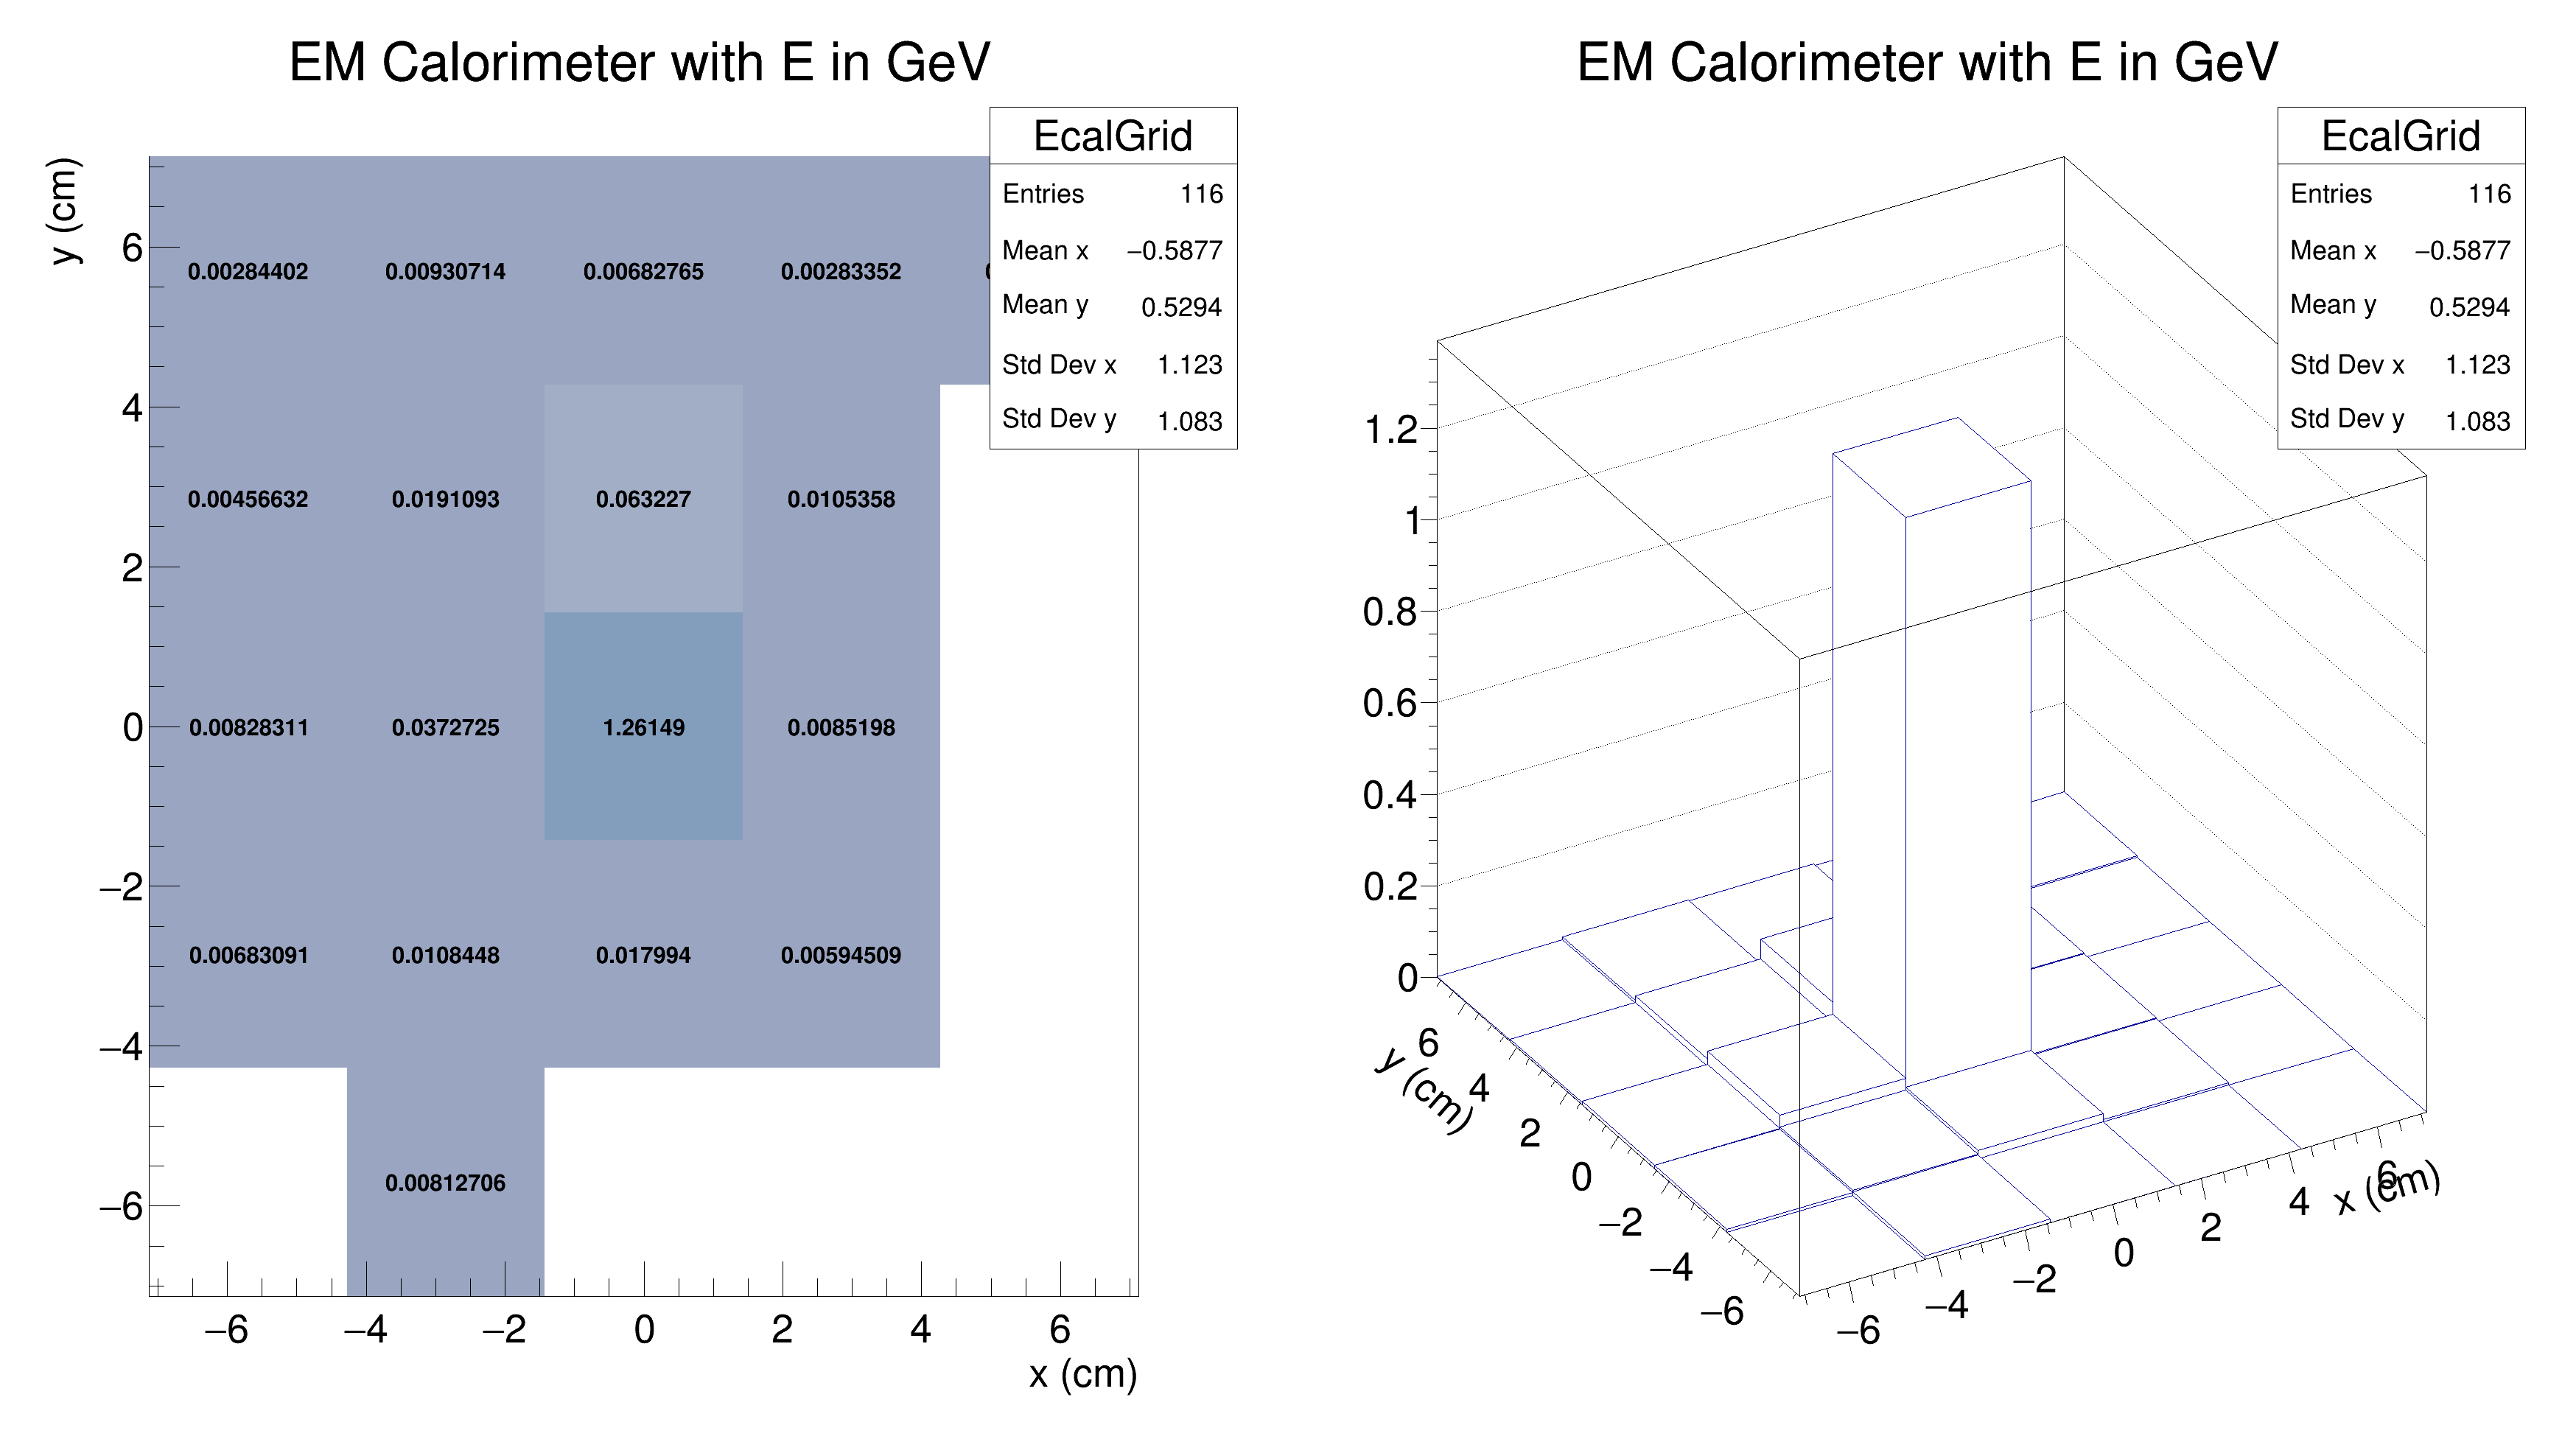 EM Calorimeter with E in GeV
EcalGrid
Entries 116
Mean x −0.5877
Mean y 0.5294
Std Dev x 1.123
Std Dev y 1.083
y (cm)
6
4
2
0
−2
−4
−6
0.00284402 0.00930714 0.00682765 0.00283352
0.00456632 0.0191093 0.063227 0.0105358
0.00828311 0.0372725 1.26149 0.0085198
0.00683091 0.0108448 0.017994 0.00594509
0.00812706
−6 −4 −2 0 2 4 6
x (cm)
EM Calorimeter with E in GeV
EcalGrid
Entries 116
Mean x −0.5877
Mean y 0.5294
Std Dev x 1.123
Std Dev y 1.083
1.2
1
0.8
0.6
0.4
0.2
0
y (cm)
6
4
2
0
−2
−4
−6
−6 −4 −2 0 2 4 6
x (cm)